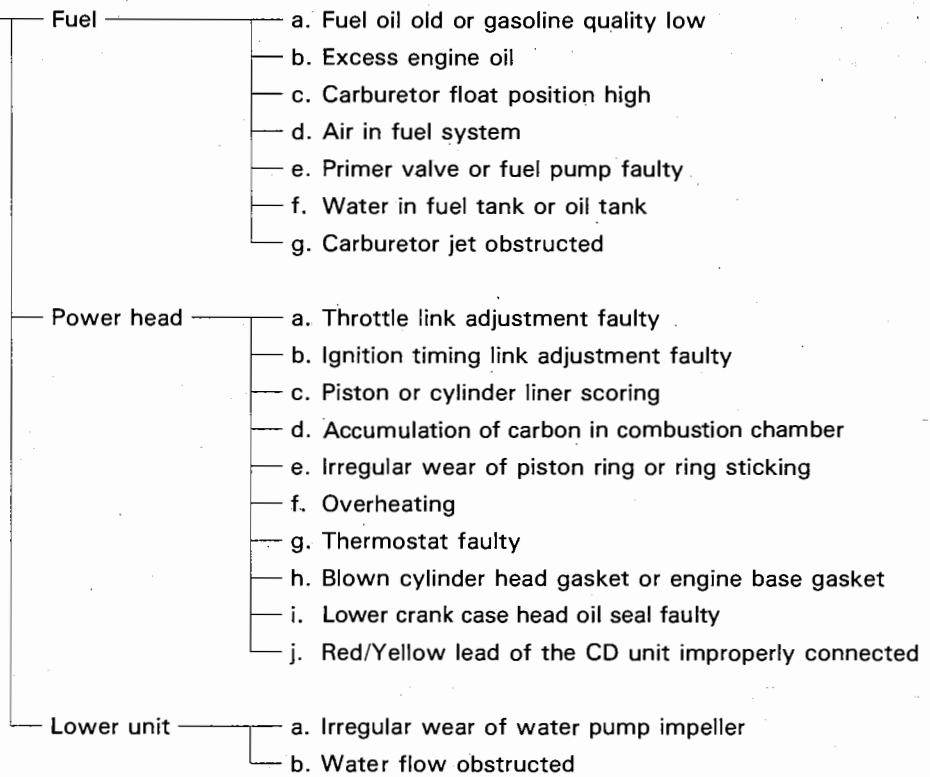 Fuel
a. Fuel oil old or gasoline quality low
b. Excess engine oil
c. Carburetor float position high
d. Air in fuel system
e. Primer valve or fuel pump faulty
f. Water in fuel tank or oil tank
g. Carburetor jet obstructed
Power head
a. Throttle link adjustment faulty
b. Ignition timing link adjustment faulty
c. Piston or cylinder liner scoring
d. Accumulation of carbon in combustion chamber
e. Irregular wear of piston ring or ring sticking
f. Overheating
g. Thermostat faulty
h. Blown cylinder head gasket or engine base gasket
i. Lower crank case head oil seal faulty
j. Red/Yellow lead of the CD unit improperly connected
Lower unit
a. Irregular wear of water pump impeller
b. Water flow obstructed